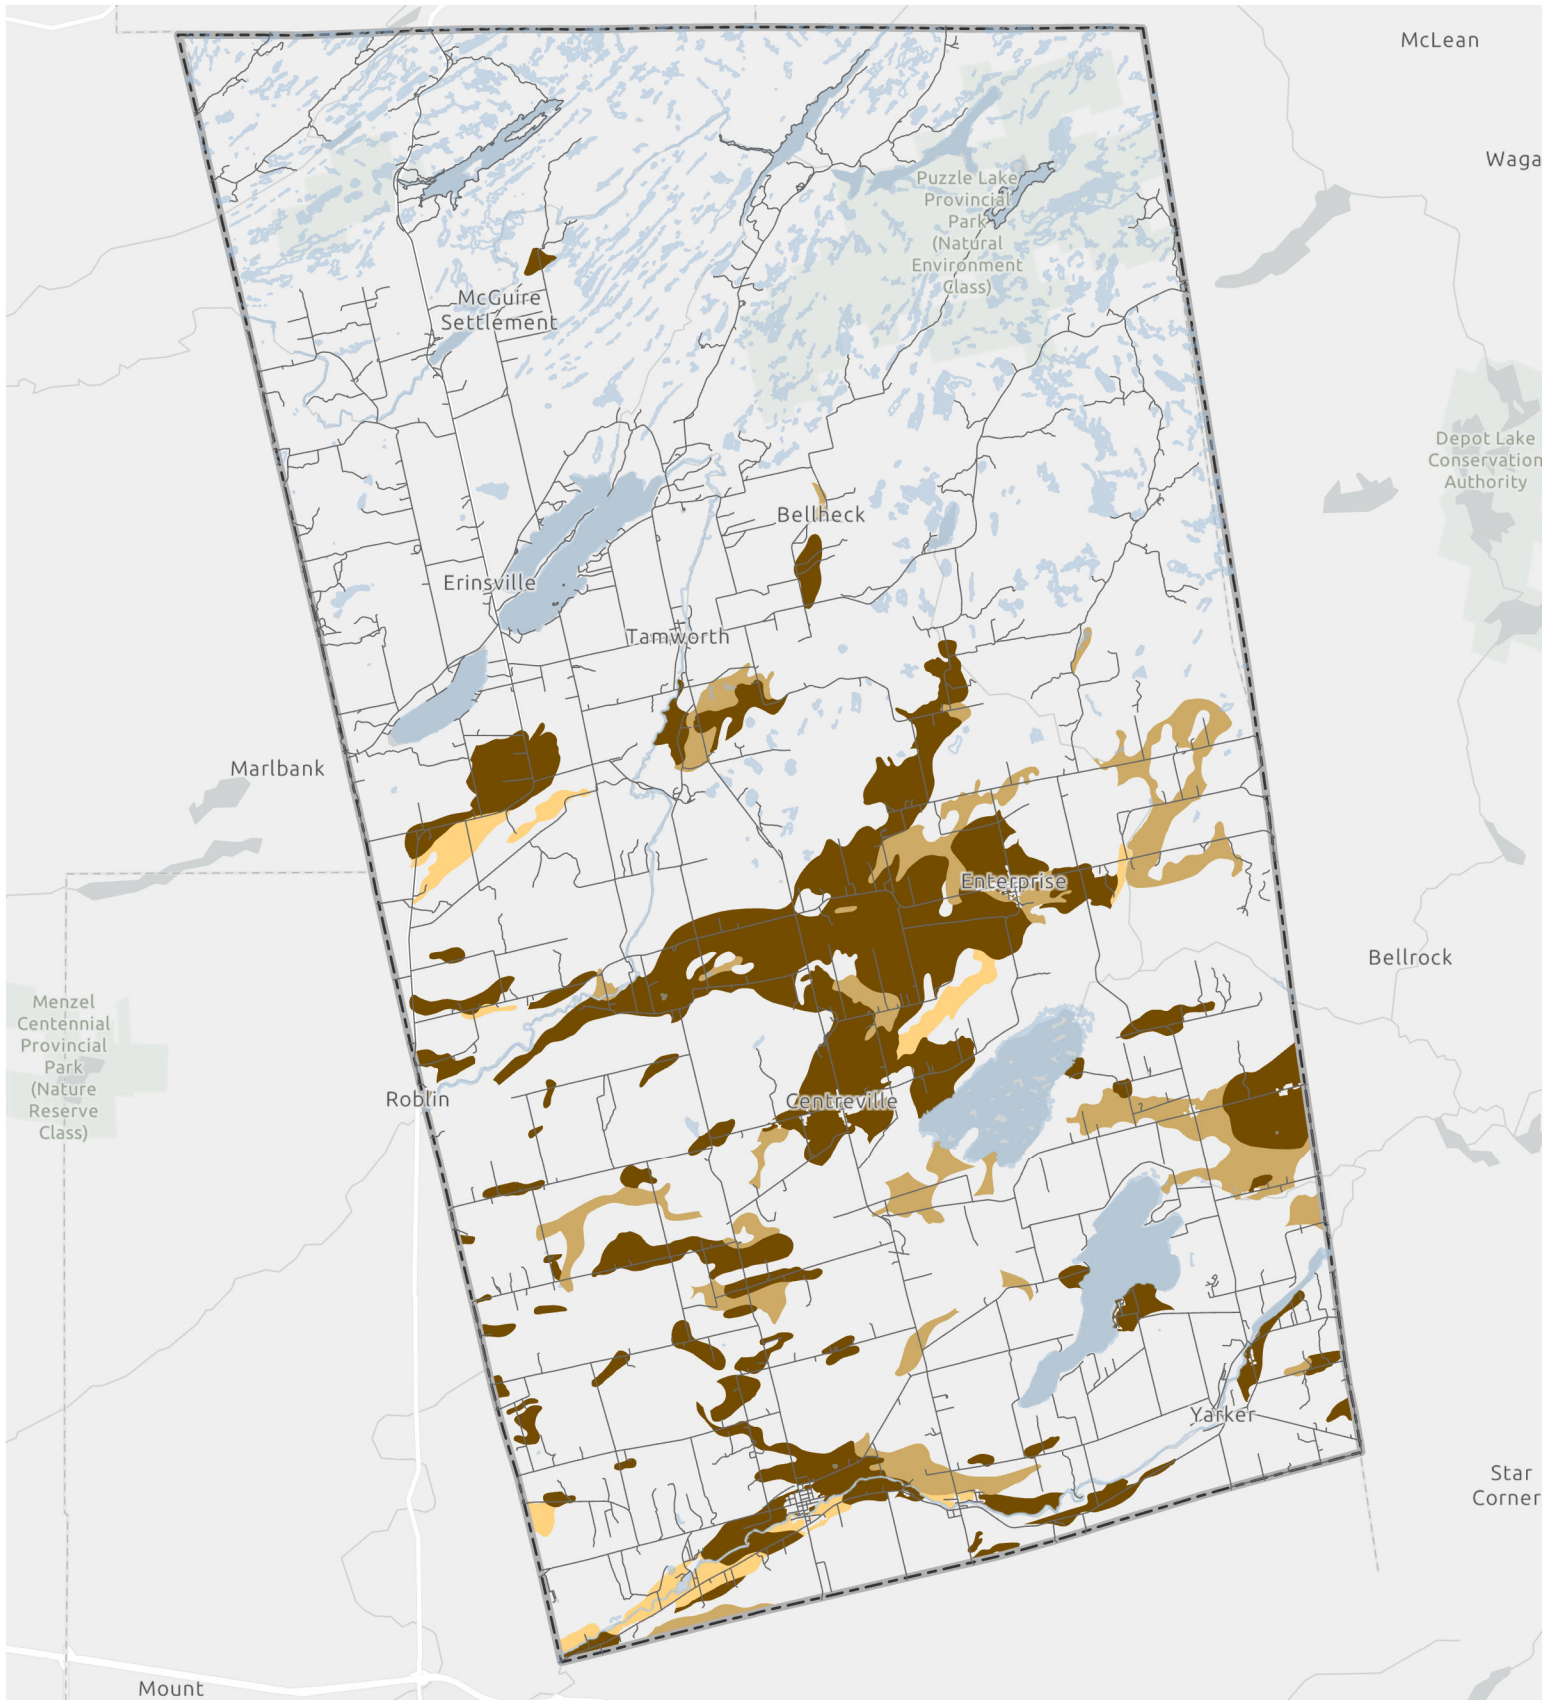 McLean
Waga
Puzzle Lake
Provincial
Park
(Natural
Environment
Class)
McGuire
Settlement
Depot Lake
Conservation
Authority
Bellheck
Erinsville
Tamworth
Marlbank
Enterprise
Bellrock
Menzel
Centennial
Provincial
Park
(Nature
Reserve
Class)
Roblin
Centreville
Yarker
Star
Corner
Mount